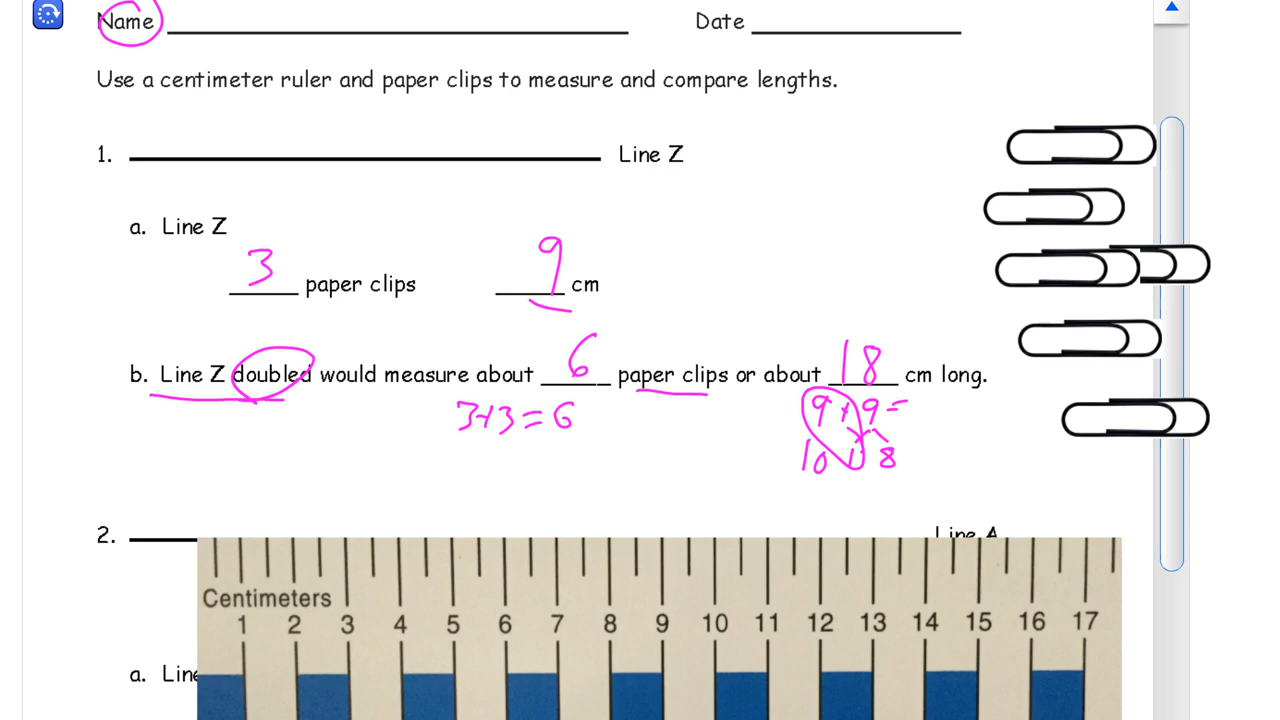 Name Date
Use a centimeter ruler and paper clips to measure and compare lengths.
1. Line Z
a. Line Z
3 paper clips 9 cm
b. Line Z doubled would measure about 6 paper clips or about 18 cm long.
3+3=6 9+9=
10 1 8
2. Line A
Centimeters
1 2 3 4 5 6 7 8 9 10 11 12 13 14 15 16 17
a. Line